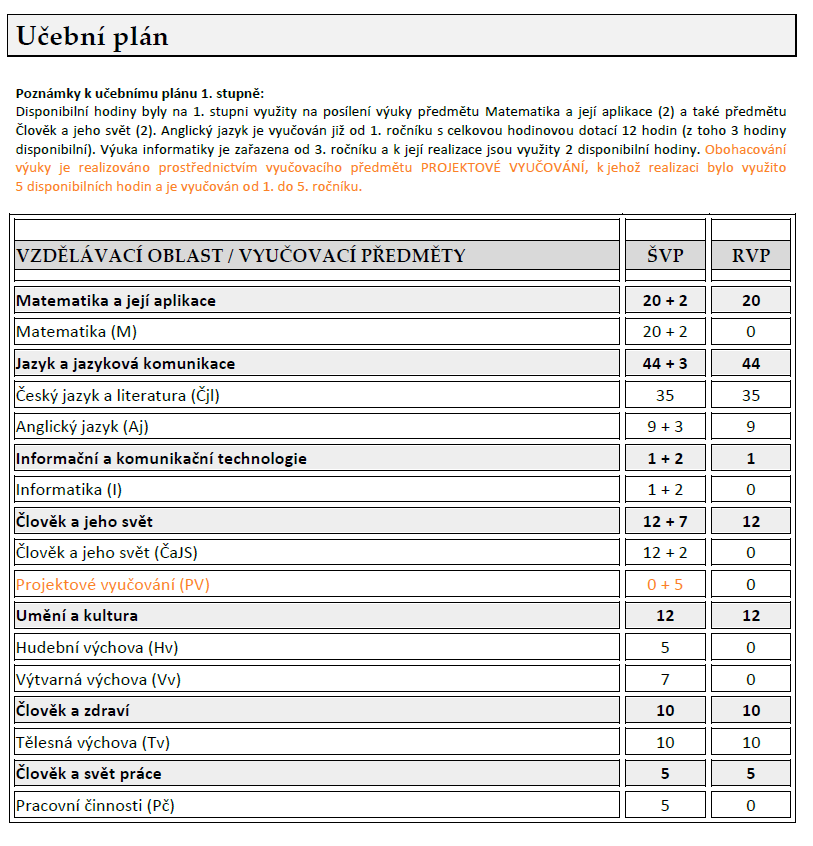 Učební plán
Poznámky k učebnímu plánu 1. stupně:
Disponibilní hodiny byly na 1. stupni využity na posílení výuky předmětu Matematika a její aplikace (2) a také předmětu
Člověk a jeho svět (2). Anglický jazyk je vyučován již od 1. ročníku s celkovou hodinovou dotací 12 hodin (z toho 3 hodiny
disponibilní). Výuka informatiky je zařazena od 3. ročníku a k její realizace jsou využity 2 disponibilní hodiny. Obohacování
výuky je realizováno prostřednictvím vyučovacího předmětu PROJEKTOVÉ VYUČOVÁNÍ, k jehož realizaci bylo využito
5 disponibilních hodin a je vyučován od 1. do 5. ročníku.
VZDĚLÁVACÍ OBLAST / VYUČOVACÍ PŘEDMĚTY ŠVP RVP
Matematika a její aplikace 20 + 2 20
Matematika (M) 20 + 2 0
Jazyk a jazyková komunikace 44 + 3 44
Český jazyk a literatura (Čjl) 35 35
Anglický jazyk (Aj) 9 + 3 9
Informační a komunikační technologie 1 + 2 1
Informatika (I) 1 + 2 0
Člověk a jeho svět 12 + 7 12
Člověk a jeho svět (ČaJS) 12 + 2 0
Projektové vyučování (PV) 0 + 5 0
Umění a kultura 12 12
Hudební výchova (Hv) 5 0
Výtvarná výchova (Vv) 7 0
Člověk a zdraví 10 10
Tělesná výchova (Tv) 10 10
Člověk a svět práce 5 5
Pracovní činnosti (Pč) 5 0